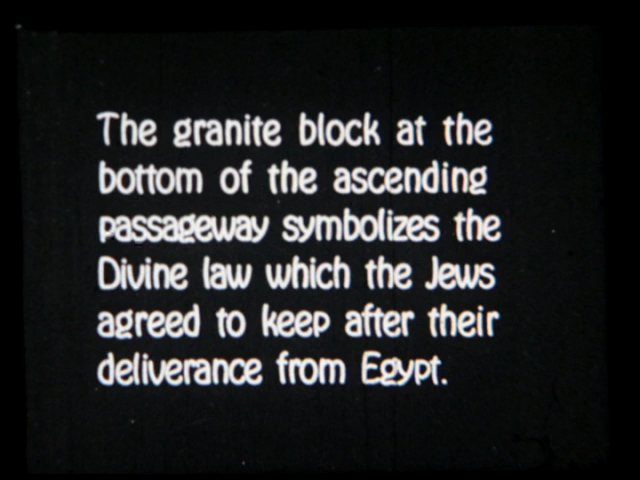 The granite block at the
bottom of the ascending
passageway symbolizes the
Divine law which the Jews
agreed to keep after their
deliverance from Egypt.